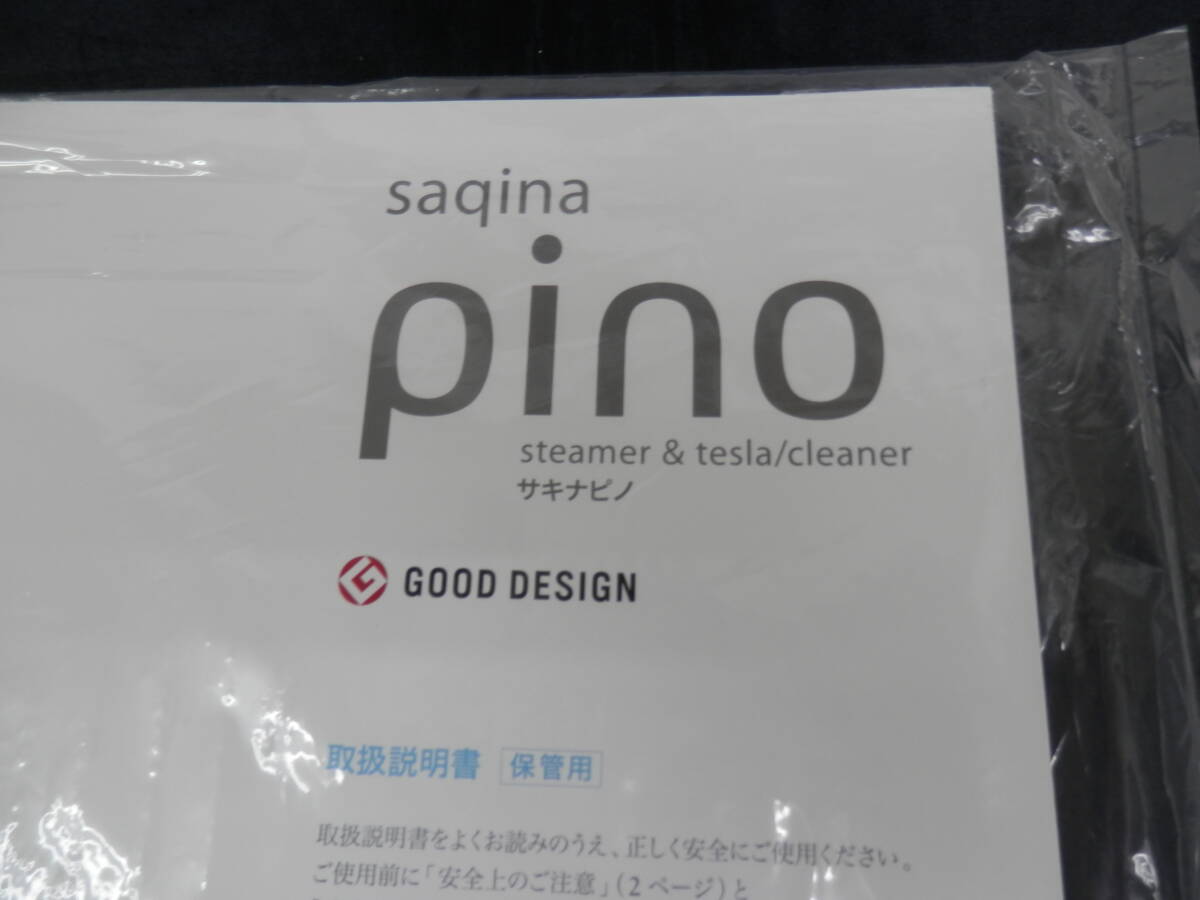 saqina
pino
steamer & tesla/cleaner
サキナピノ
GOOD DESIGN
取扱説明書 保管用
取扱説明書をよくお読みのうえ、正しく安全にご使用ください。
ご使用前に「安全上のご注意」(2ページ)と